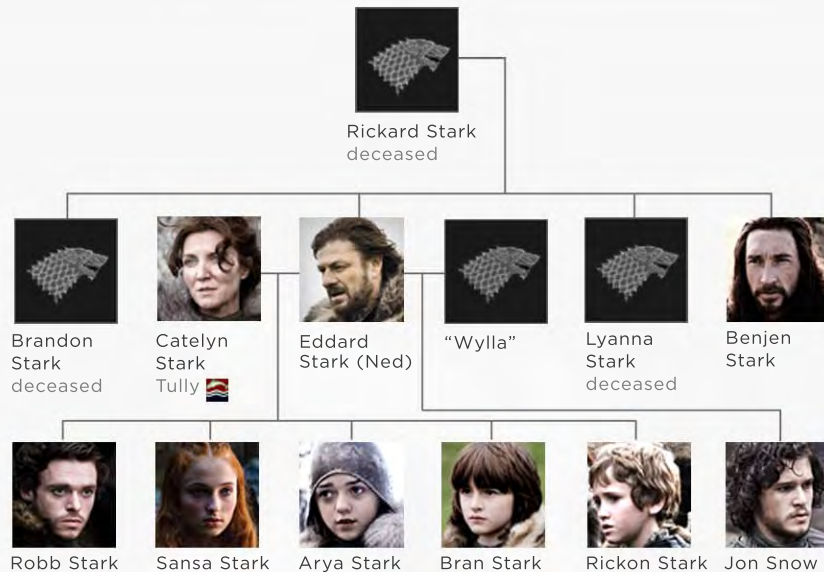 Rickard Stark
deceased
Brandon
Stark
deceased
Catelyn
Stark
Tully
Eddard
Stark (Ned)
“Wylla”
Lyanna
Stark
deceased
Benjen
Stark
Robb Stark
Sansa Stark
Arya Stark
Bran Stark
Rickon Stark
Jon Snow